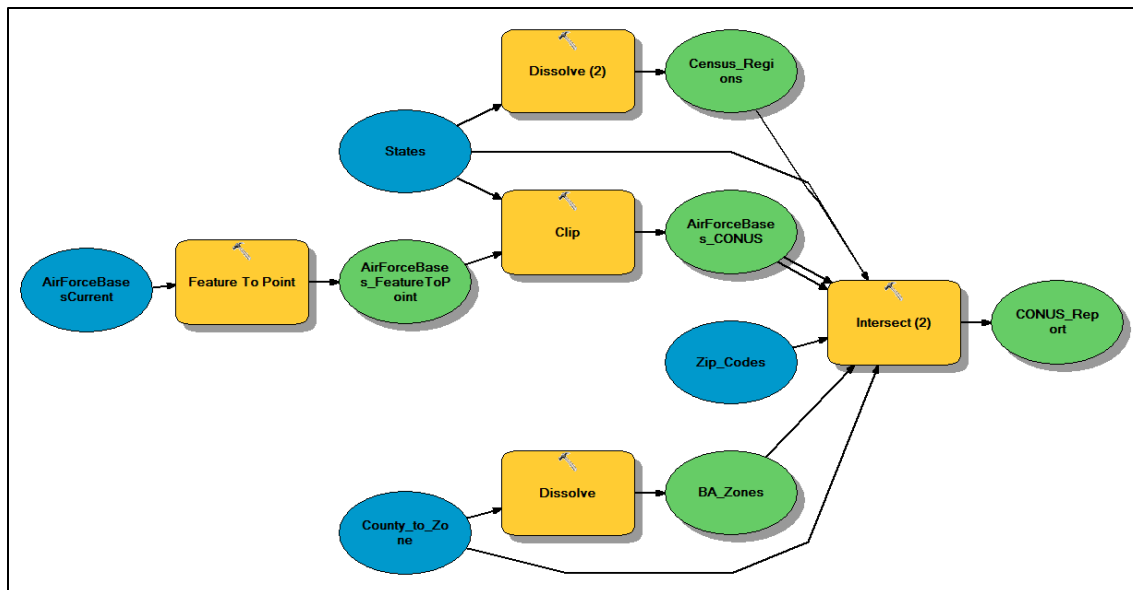 Dissolve (2)
Census_Regi
ons
States
Clip
AirForceBase
s_CONUS
AirForceBase
sCurrent
Feature To Point
AirForceBase
s_FeatureToP
oint
Intersect (2)
CONUS_Rep
ort
Zip_Codes
Dissolve
BA_Zones
County_to_Zo
ne